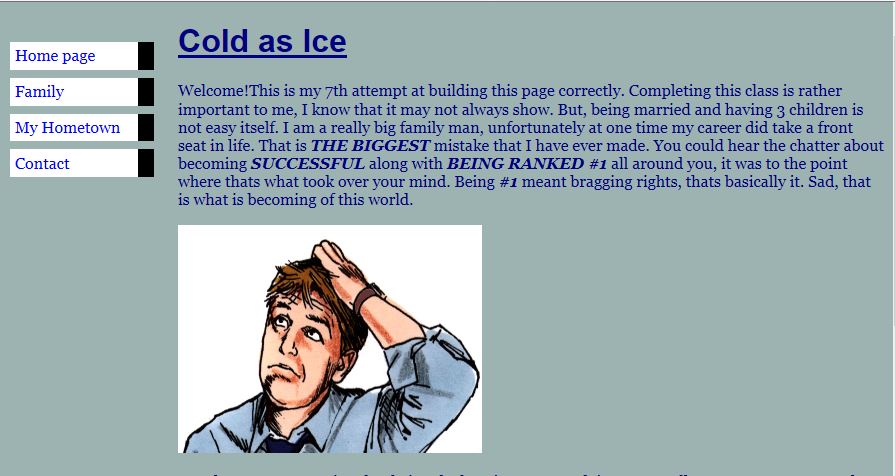 Cold as Ice
Home page
Family
My Hometown
Contact
Welcome!This is my 7th attempt at building this page correctly. Completing this class is rather
important to me, I know that it may not always show. But, being married and having 3 children is
not easy itself. I am a really big family man, unfortunately at one time my career did take a front
seat in life. That is THE BIGGEST mistake that I have ever made. You could hear the chatter about
becoming SUCCESSFUL along with BEING RANKED #1 all around you, it was to the point
where thats what took over your mind. Being #1 meant bragging rights, thats basically it. Sad, that
is what is becoming of this world.